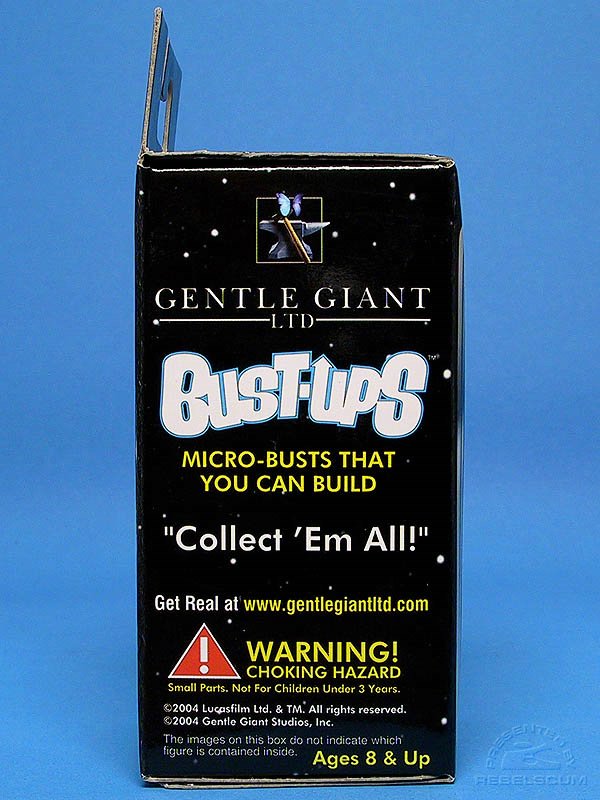 GENTLE GIANT
LTD
BUST-UPS™
MICRO-BUSTS THAT
YOU CAN BUILD
"Collect 'Em All!"
Get Real at www.gentlegiantltd.com
WARNING!
CHOKING HAZARD
Small Parts. Not For Children Under 3 Years.
©2004 Lucasfilm Ltd. & TM. All rights reserved.
©2004 Gentle Giant Studios, Inc.
The images on this box do not indicate which
figure is contained inside.
Ages 8 & Up
PRESENTED BY
REBELSCUM